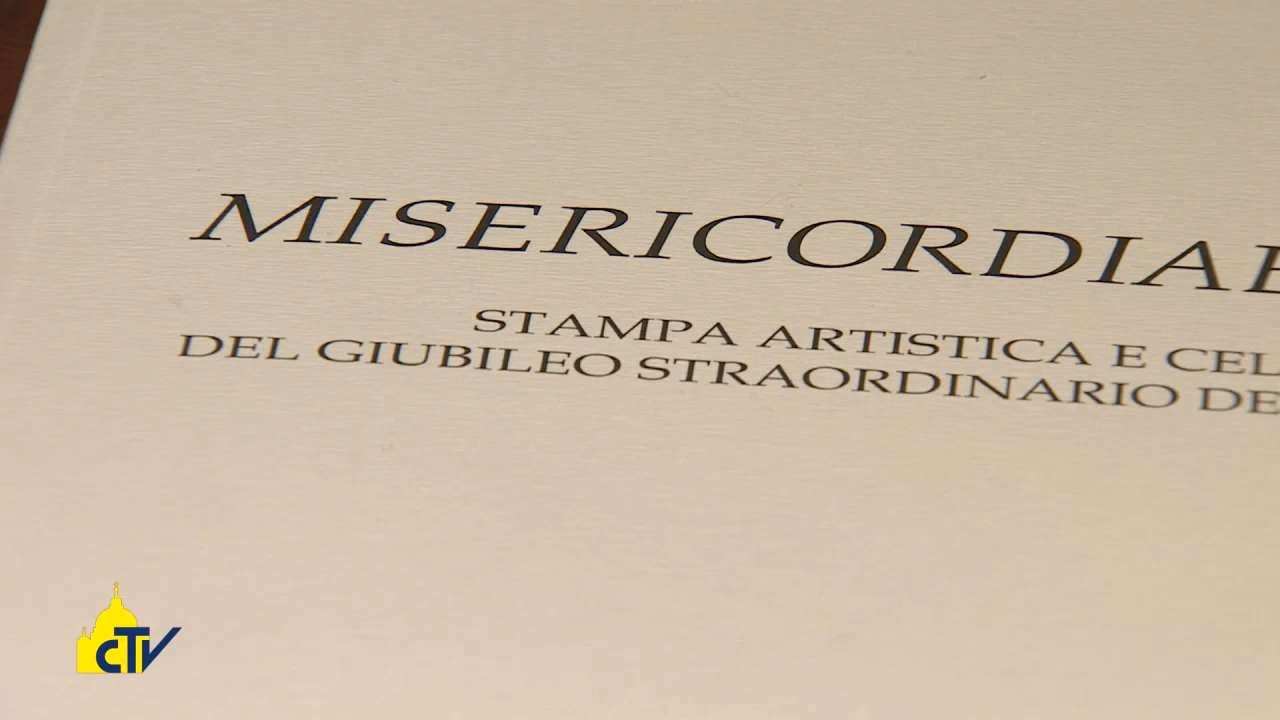 MISERICORDIAE
STAMPA ARTISTICA E CEL
DEL GIUBILEO STRAORDINARIO DE
CTV